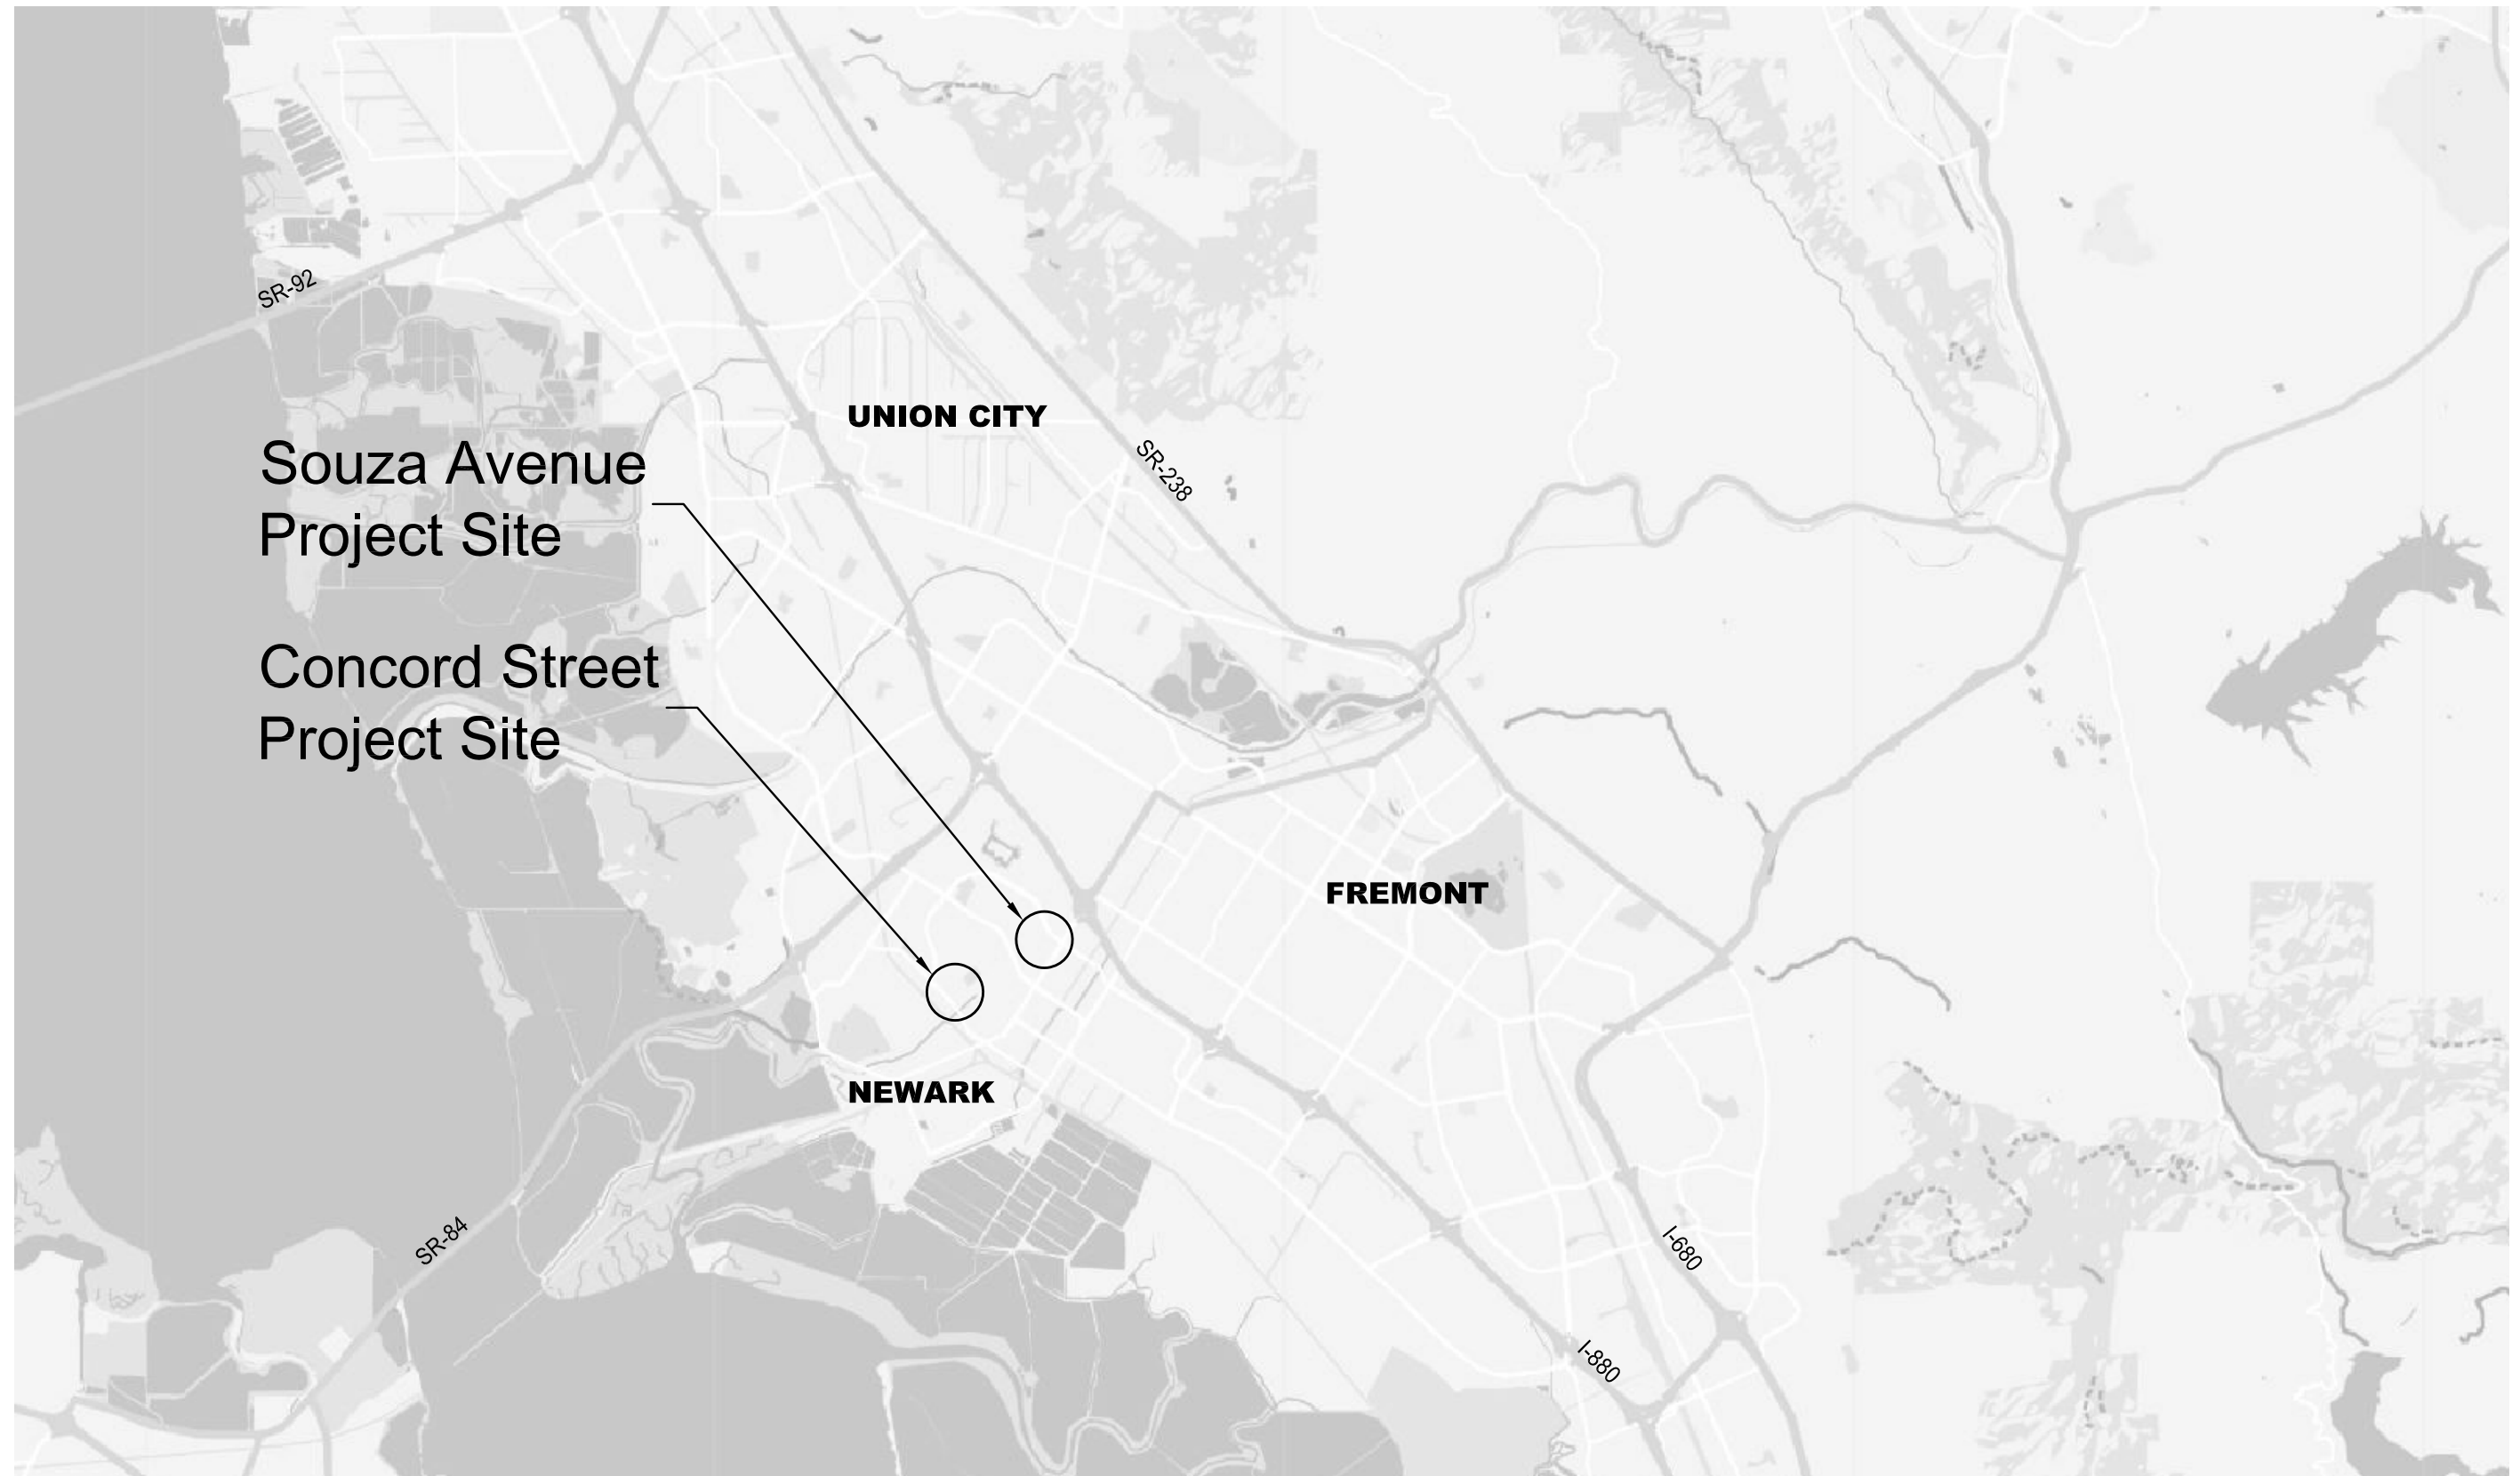 SR-92
UNION CITY
Souza Avenue
Project Site
SR-238
Concord Street
Project Site
FREMONT
NEWARK
SR-84
I-680
I-880